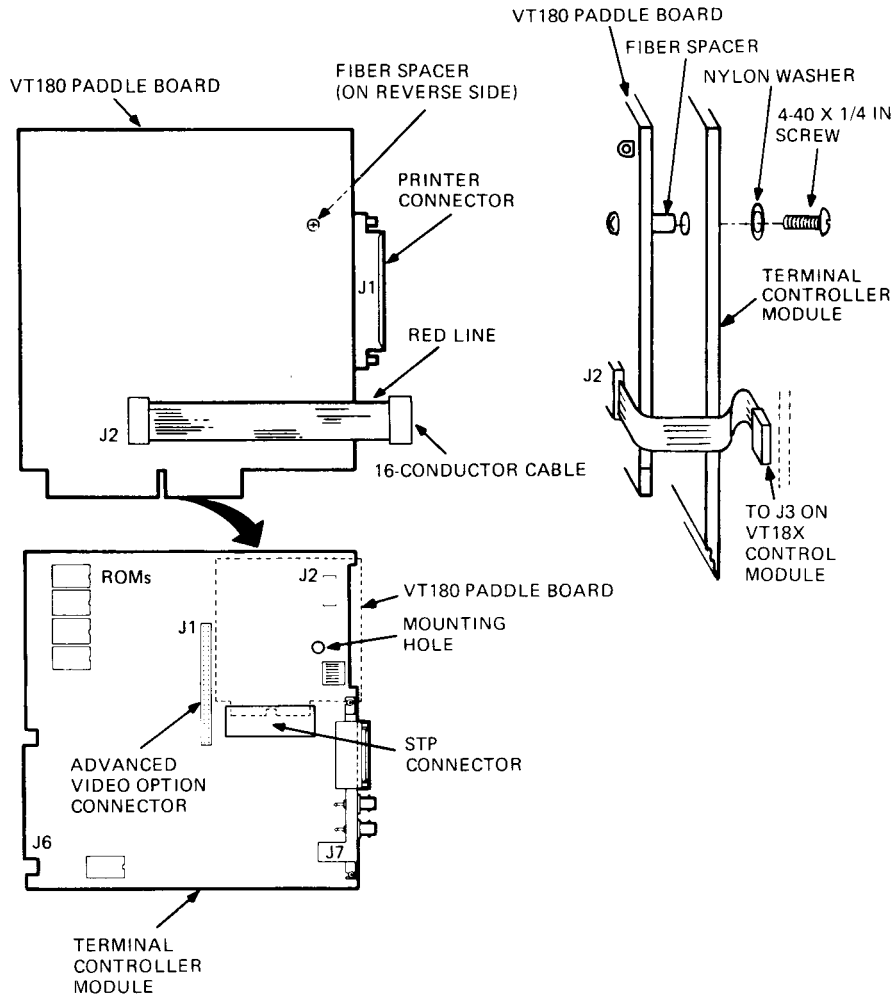 VT180 PADDLE BOARD
FIBER SPACER
(ON REVERSE SIDE)
PRINTER
CONNECTOR
J1
RED LINE
J2
16-CONDUCTOR CABLE
VT180 PADDLE BOARD
FIBER SPACER
NYLON WASHER
4-40 X 1/4 IN
SCREW
TERMINAL
CONTROLLER
MODULE
J2
TO J3 ON
VT18X
CONTROL
MODULE
ROMs
J2
J1
VT180 PADDLE BOARD
MOUNTING
HOLE
STP
CONNECTOR
ADVANCED
VIDEO OPTION
CONNECTOR
J6
J7
TERMINAL
CONTROLLER
MODULE